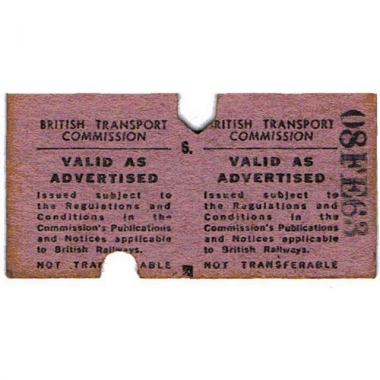 BRITISH TRANSPORT
COMMISSION
VALID AS
ADVERTISED
Issued subject to
the Regulations and
Conditions in the
Commission's Publications
and Notices applicable
to British Railways.
NOT TRANSFERABLE
6.
BRITISH TRANSPORT
COMMISSION
VALID AS
ADVERTISED
Issued subject to
the Regulations and
Conditions in the
Commission's Publications
and Notices applicable
to British Railways.
NOT TRANSFERABLE
08FE63